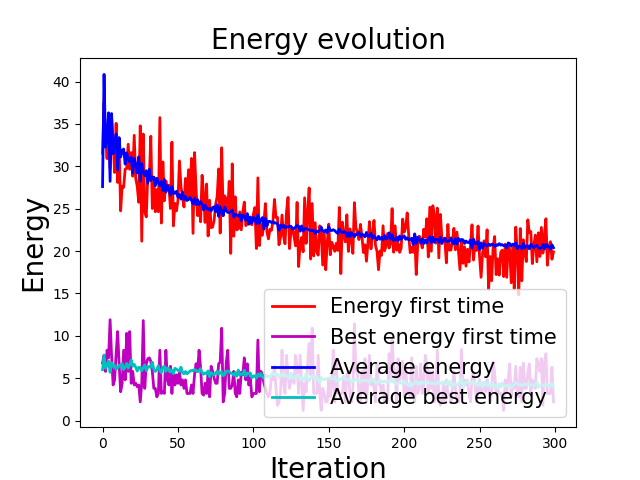 Energy evolution
Energy
40
35
30
25
20
15
10
5
0
Energy first time
Best energy first time
Average energy
Average best energy
0 50 100 150 200 250 300
Iteration